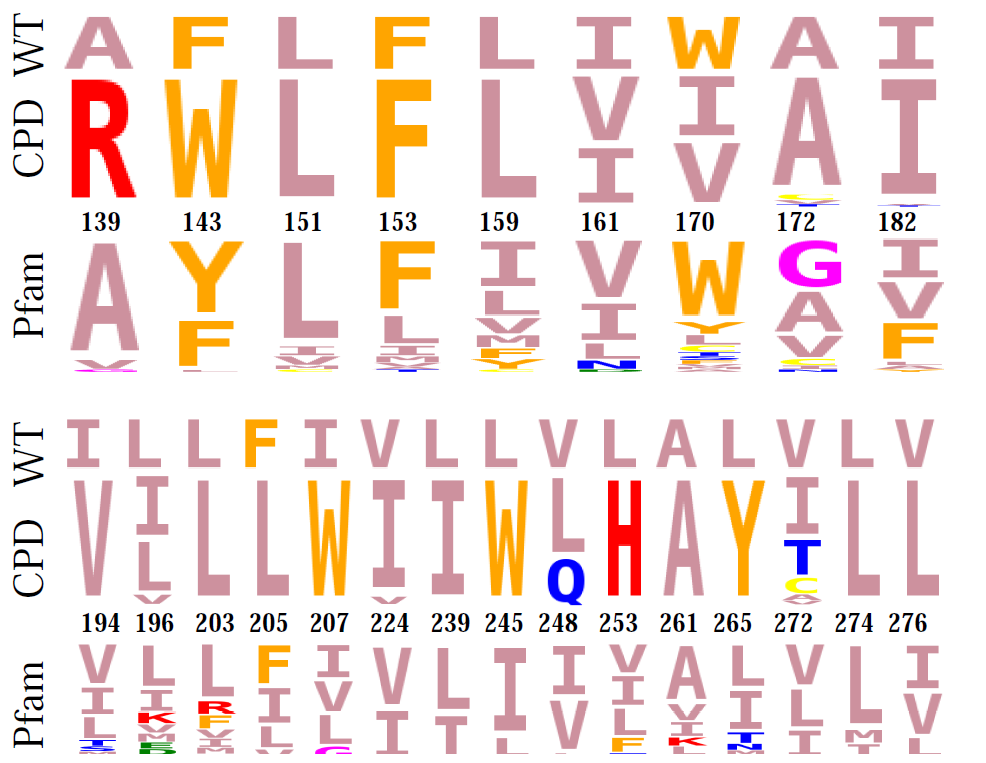 WT A F L F L I W A I
CPD R W L F L V I A I
I V
139 143 151 153 159 161 170 172 182
Pfam A Y L F I V W G I
F L L I Y A V
I I V L V F
V V M M F N
Y
WT I L L F I V L L V L A L V L V
CPD V I L L W I I W L H A Y I L L
L Q T
V V C
A
194 196 203 205 207 224 239 245 248 253 261 265 272 274 276
Pfam V L L F I V L I I V A L V L I
I I R I V I I L V I V I L M V
L K F L L L I T I L
T V V G F K N
S E I
D